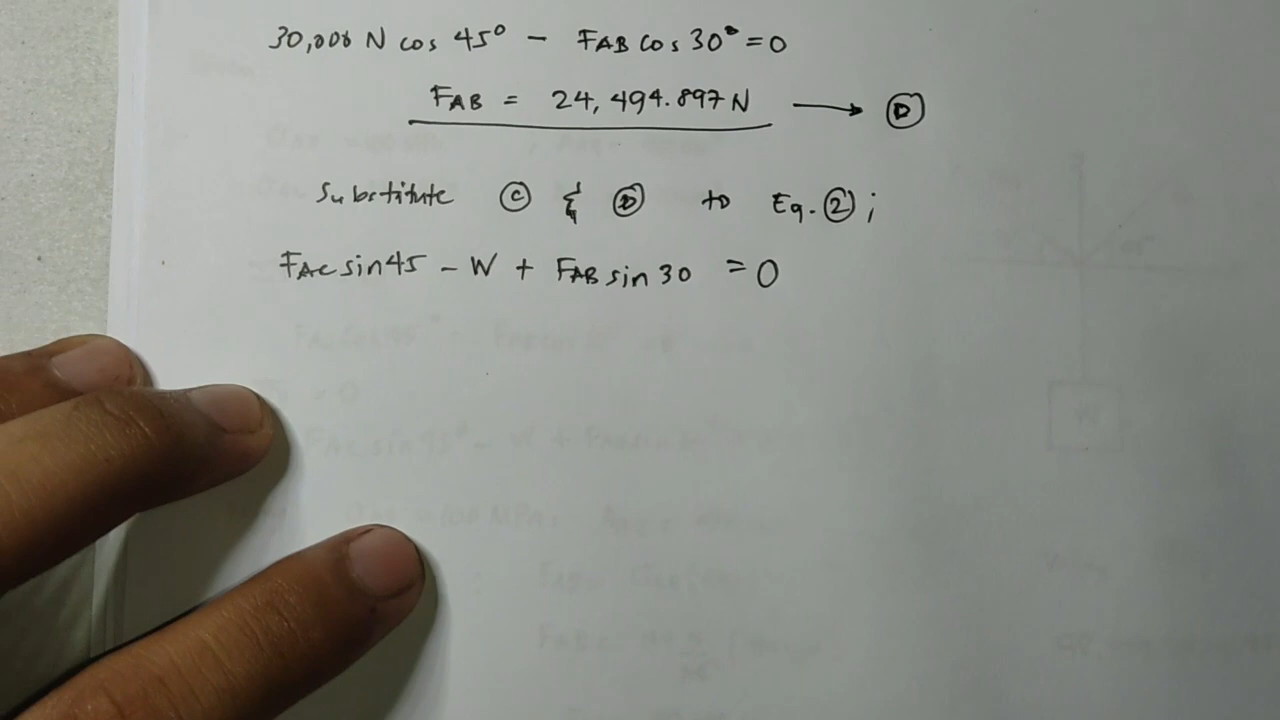 30,000 N cos 45° - FAB cos 30° = 0
FAB = 24,494.897 N → D
Substitute C & D to Eq. 2;
FAC sin 45 - W + FAB sin 30 = 0